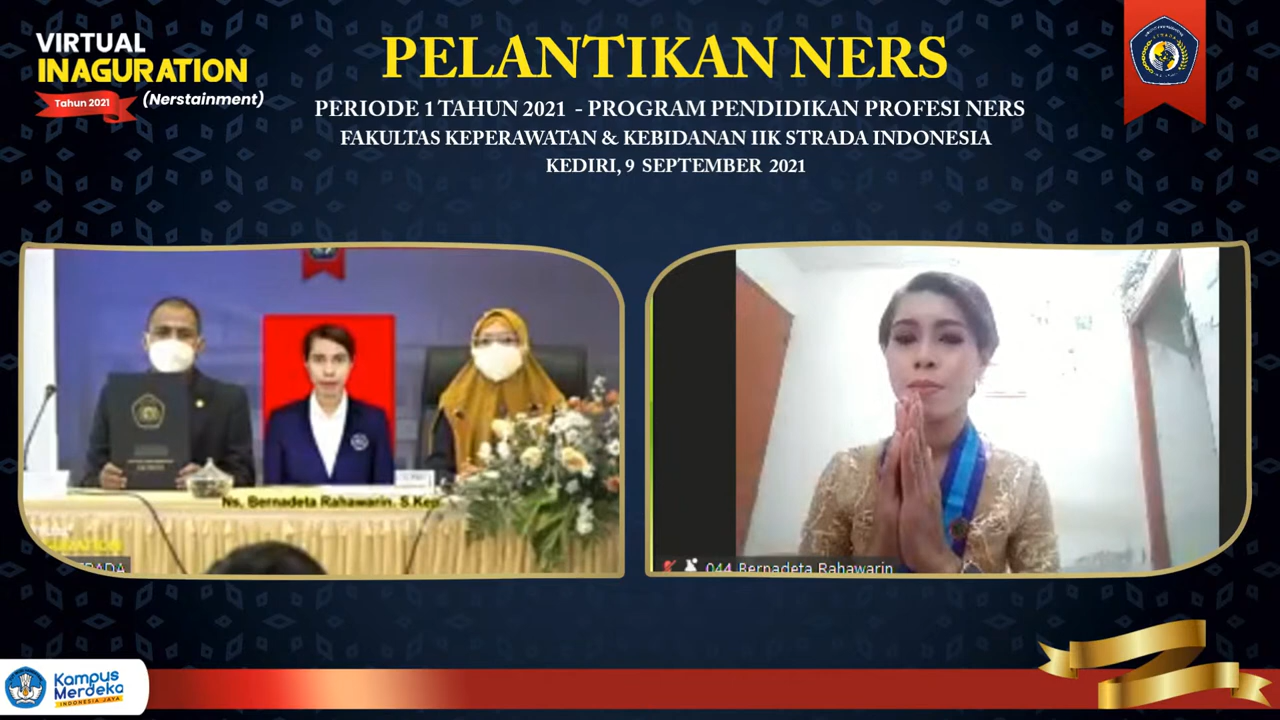 VIRTUAL
INAGURATION
Tahun 2021
(Nerstainment)
PELANTIKAN NERS
PERIODE 1 TAHUN 2021 - PROGRAM PENDIDIKAN PROFESI NERS
FAKULTAS KEPERAWATAN & KEBIDANAN IIK STRADA INDONESIA
KEDIRI, 9 SEPTEMBER 2021
STRADA
Ns. Bernadeta Rahawarin. S.Kep
044 Bernadeta Rahawarin
Kampus
Merdeka
INDONESIA JAYA